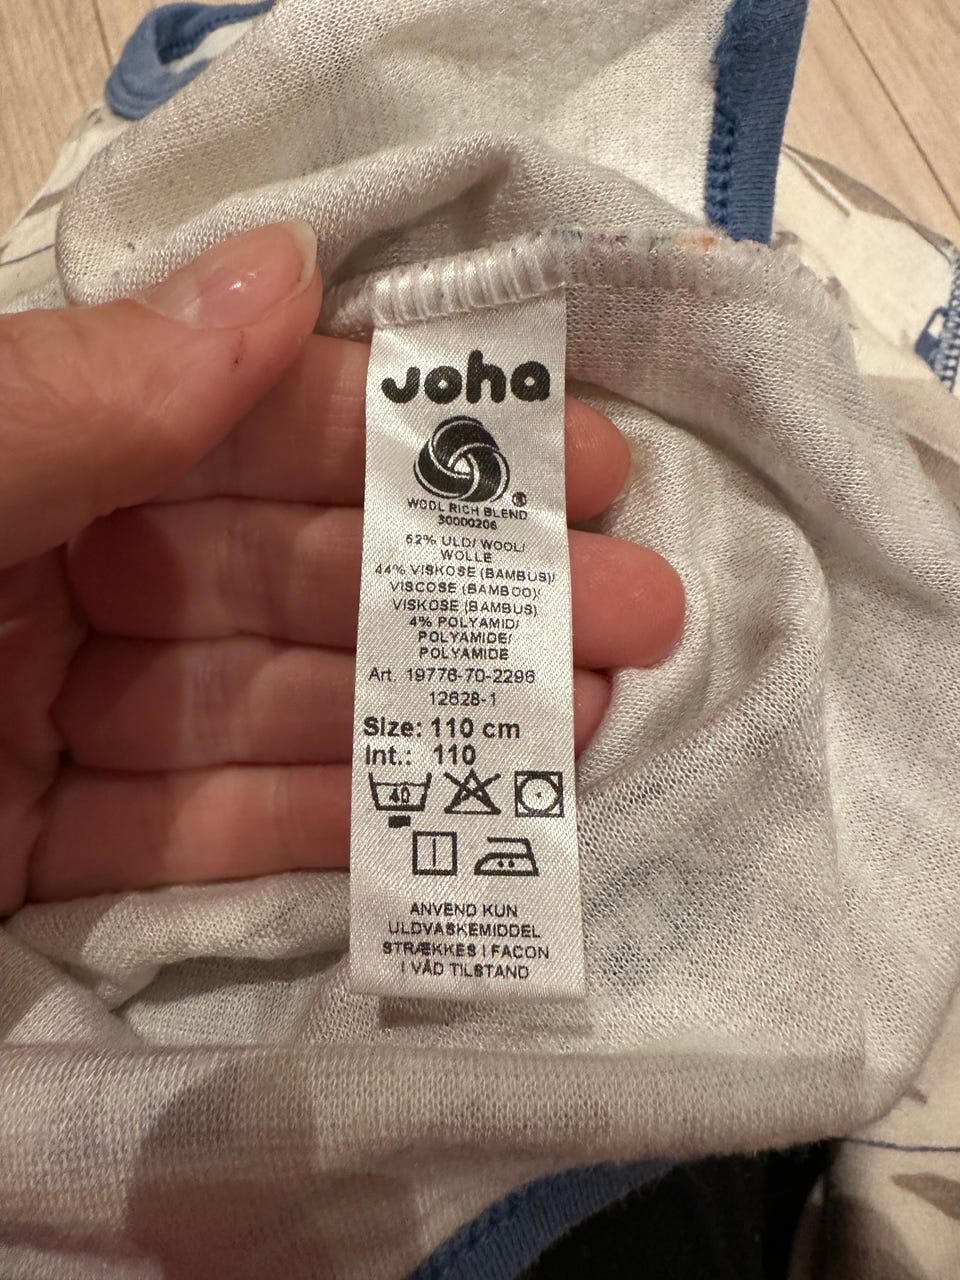 Joha
®
WOOL RICH BLEND
30000206
52% ULD/ WOOL/
WOLLE
44% VISKOSE (BAMBUS)/
VISCOSE (BAMBOO)/
VISKOSE (BAMBUS)
4% POLYAMID/
POLYAMIDE/
POLYAMIDE
Art. 19776-70-2296
12628-1
Size: 110 cm
Int.: 110
40
ANVEND KUN
ULDVASKEMIDDEL
STRÆKKES I FACON
I VÅD TILSTAND